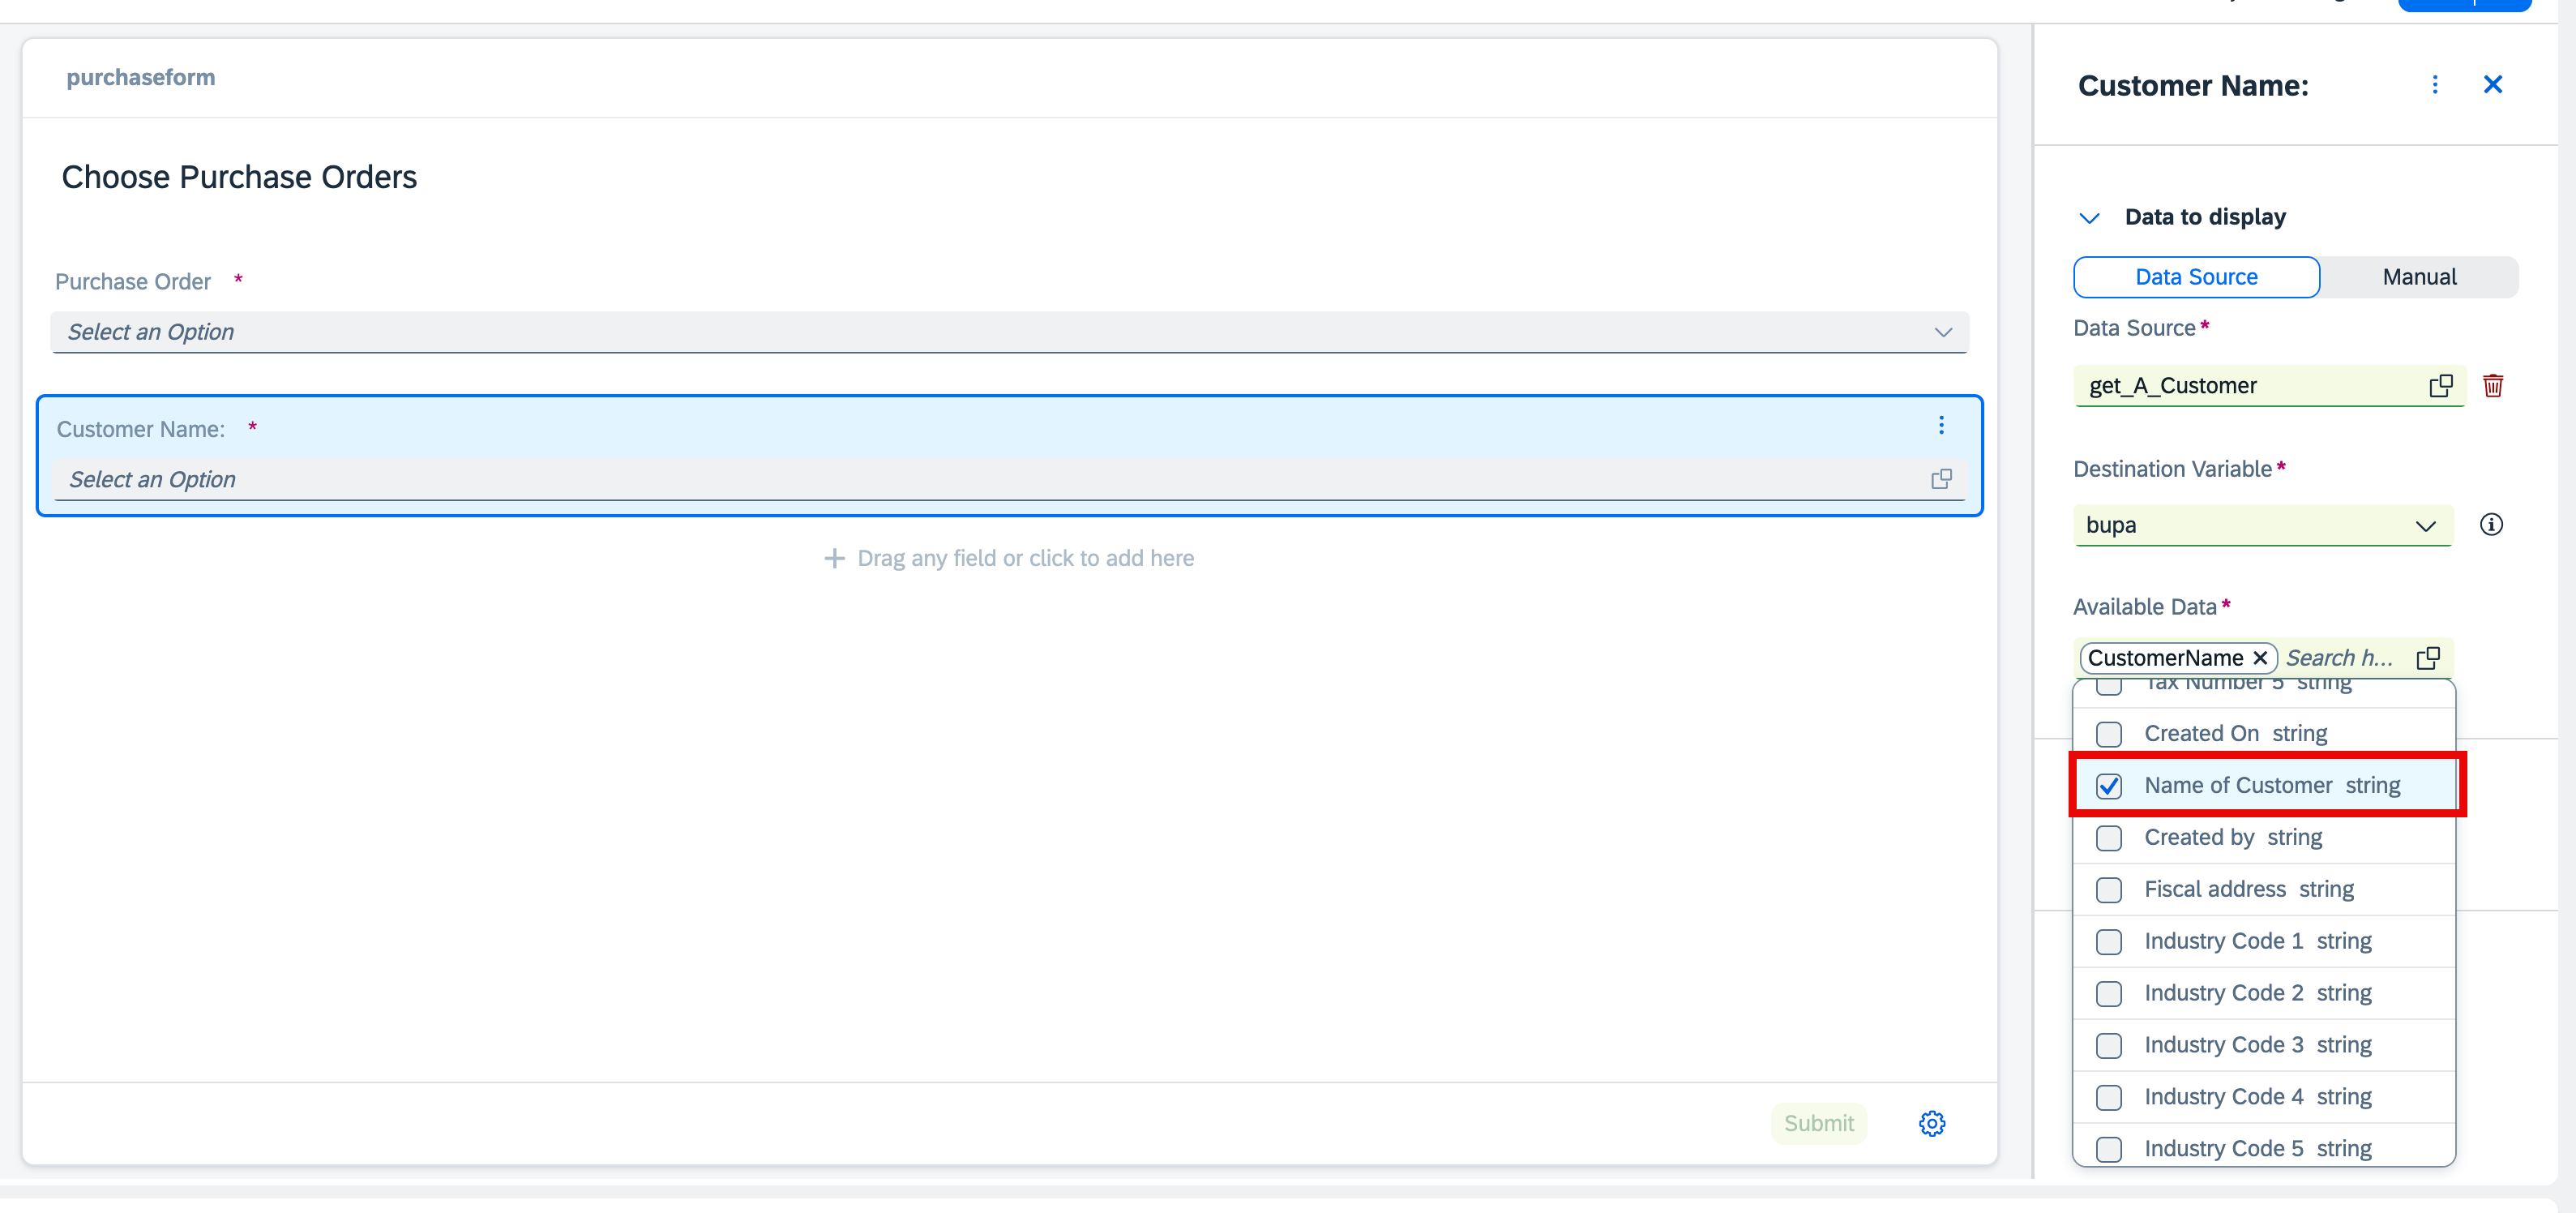 purchaseform
Choose Purchase Orders
Purchase Order *
Select an Option
Customer Name: *
Select an Option
Drag any field or click to add here
Submit
Customer Name:
Data to display
Data Source Manual
Data Source*
get_A_Customer
Destination Variable*
bupa
Available Data*
CustomerName Search h...
Tax Number 5 string
Created On string
Name of Customer string
Created by string
Fiscal address string
Industry Code 1 string
Industry Code 2 string
Industry Code 3 string
Industry Code 4 string
Industry Code 5 string